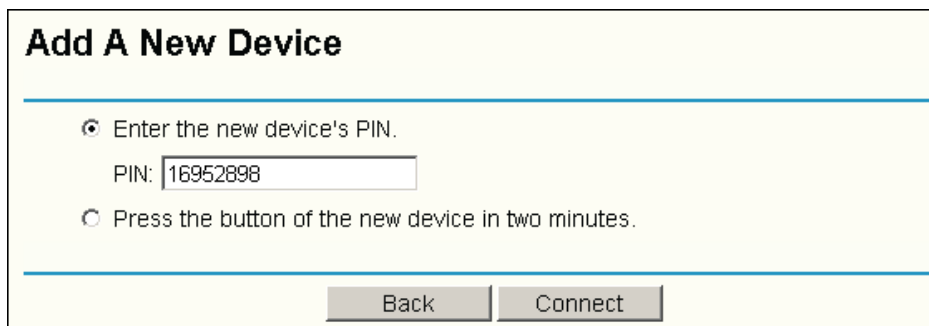 Add A New Device
Enter the new device's PIN.
PIN: 16952898
Press the button of the new device in two minutes.
Back Connect